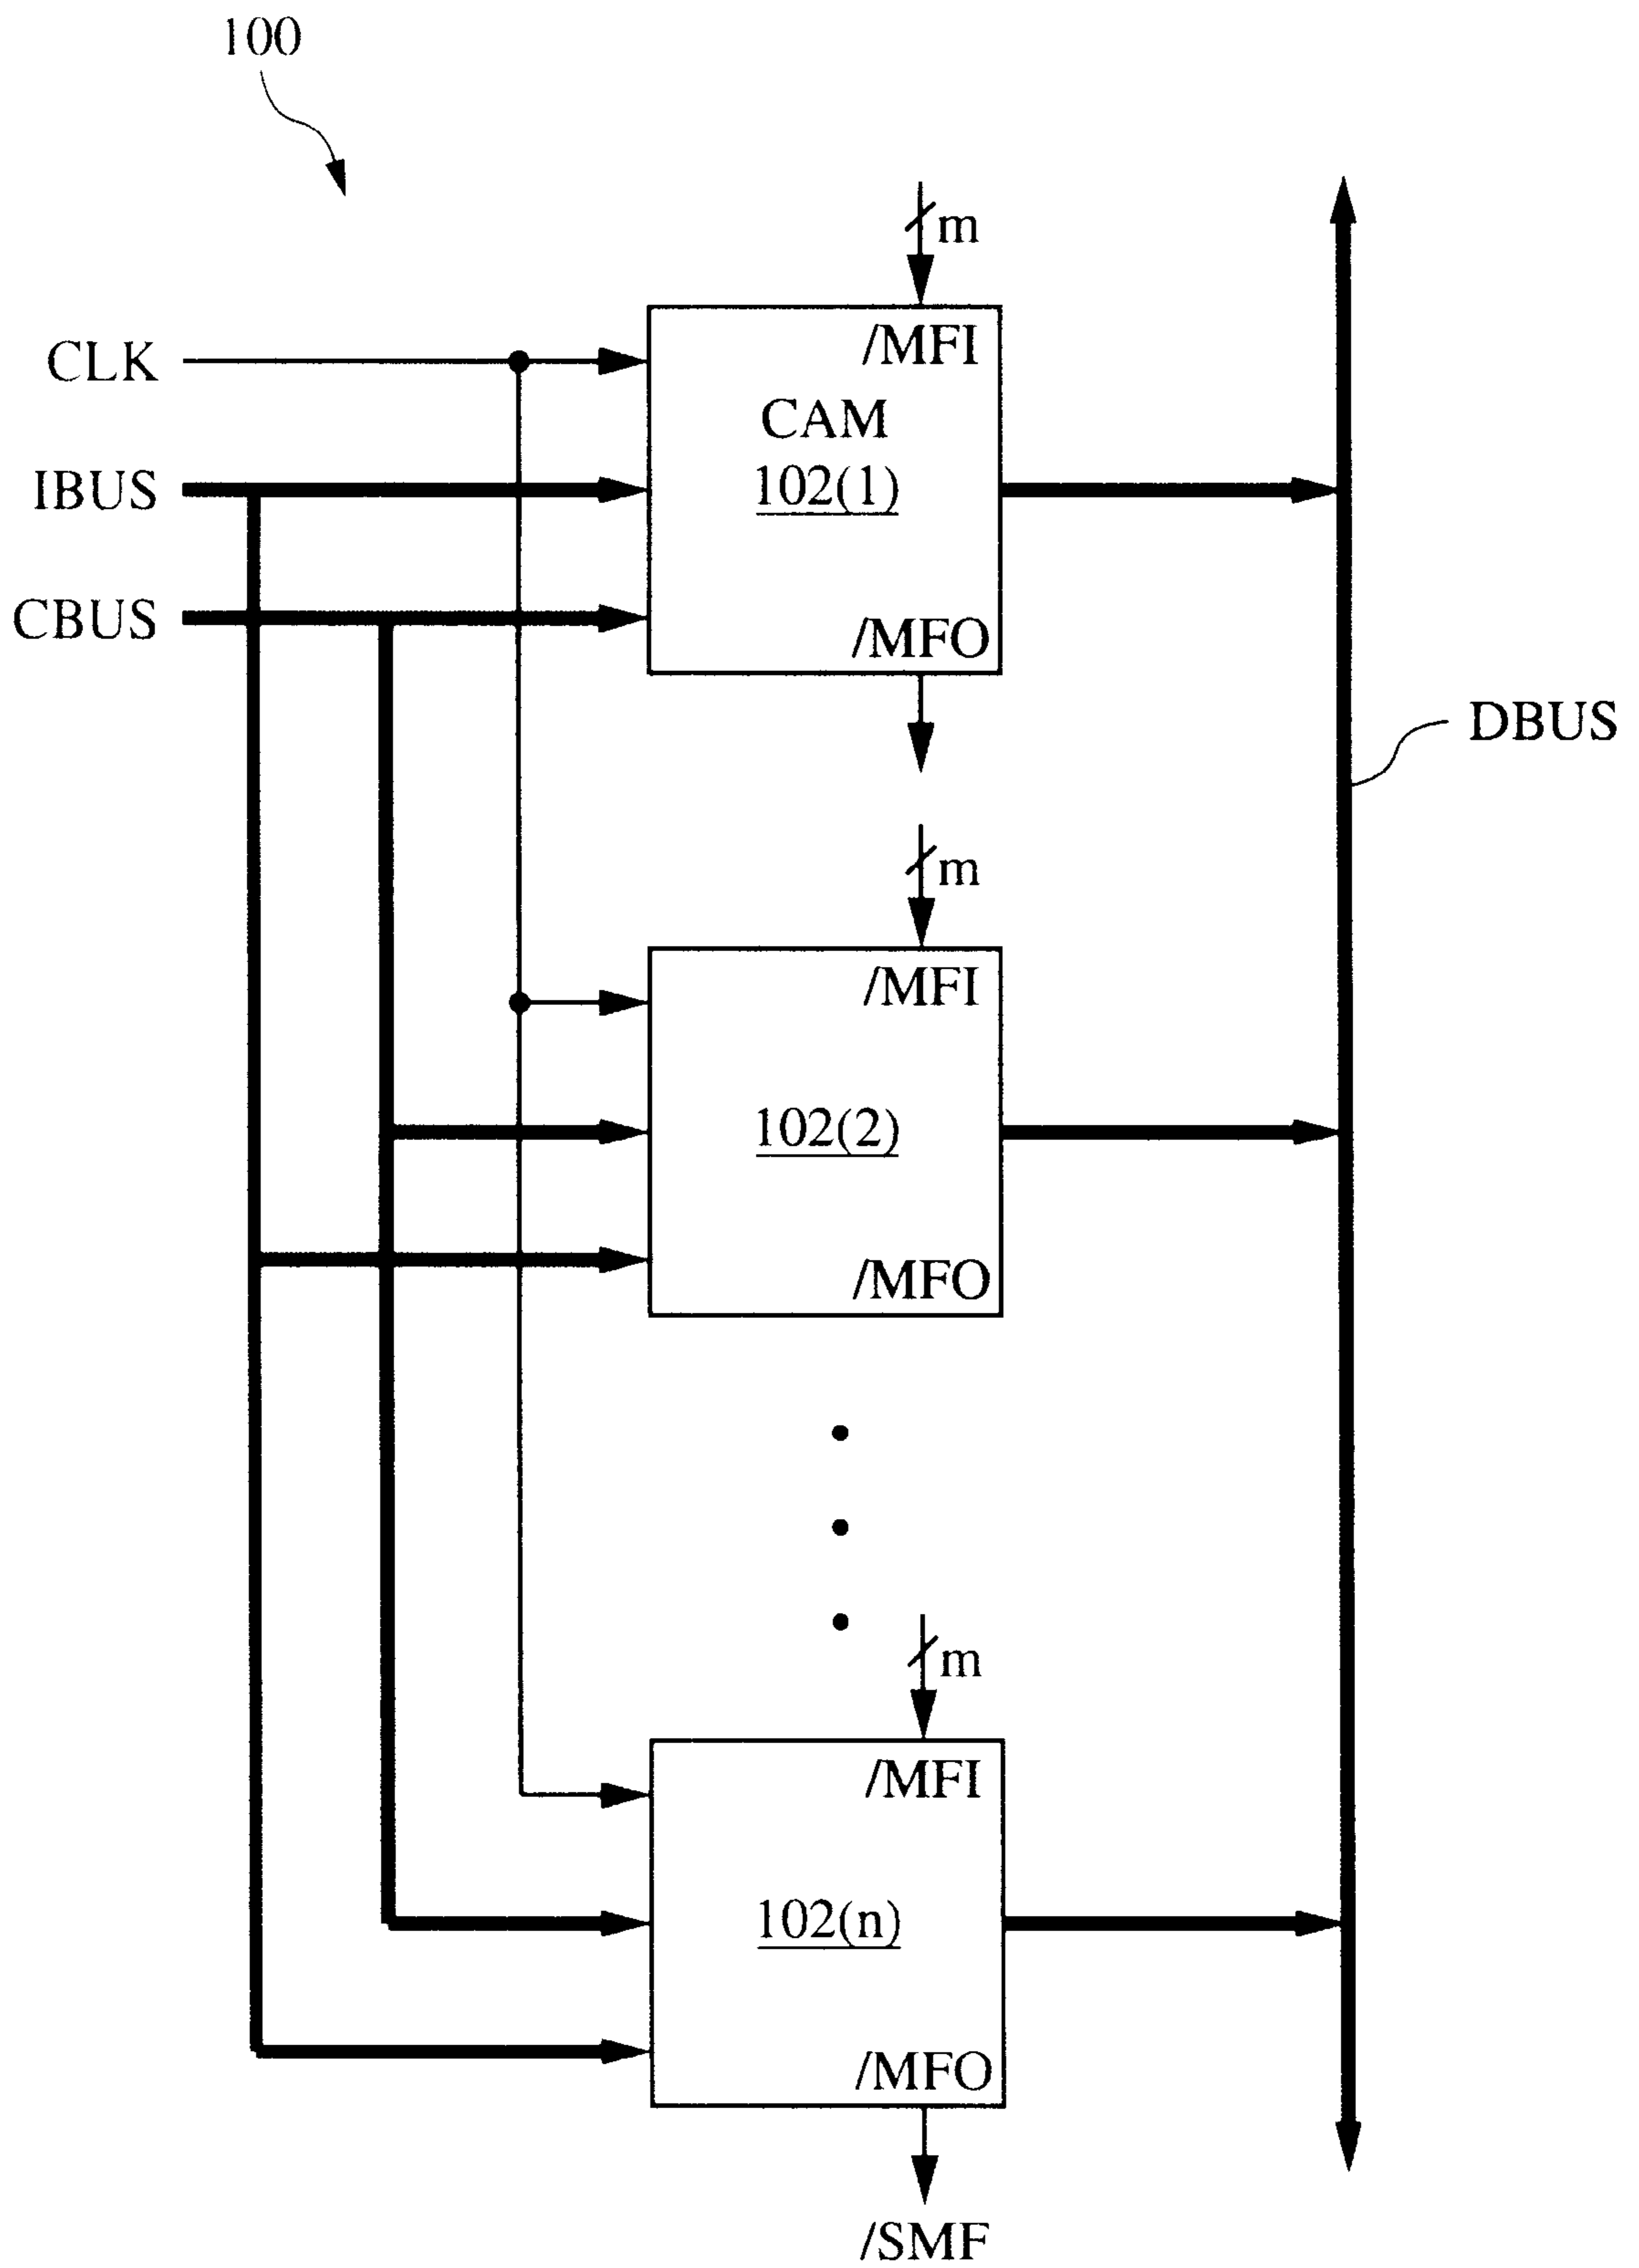 100
m
/MFI
CLK
CAM
IBUS
102(1)
CBUS
/MFO
DBUS
m
/MFI
102(2)
/MFO
m
/MFI
102(n)
/MFO
/SMF